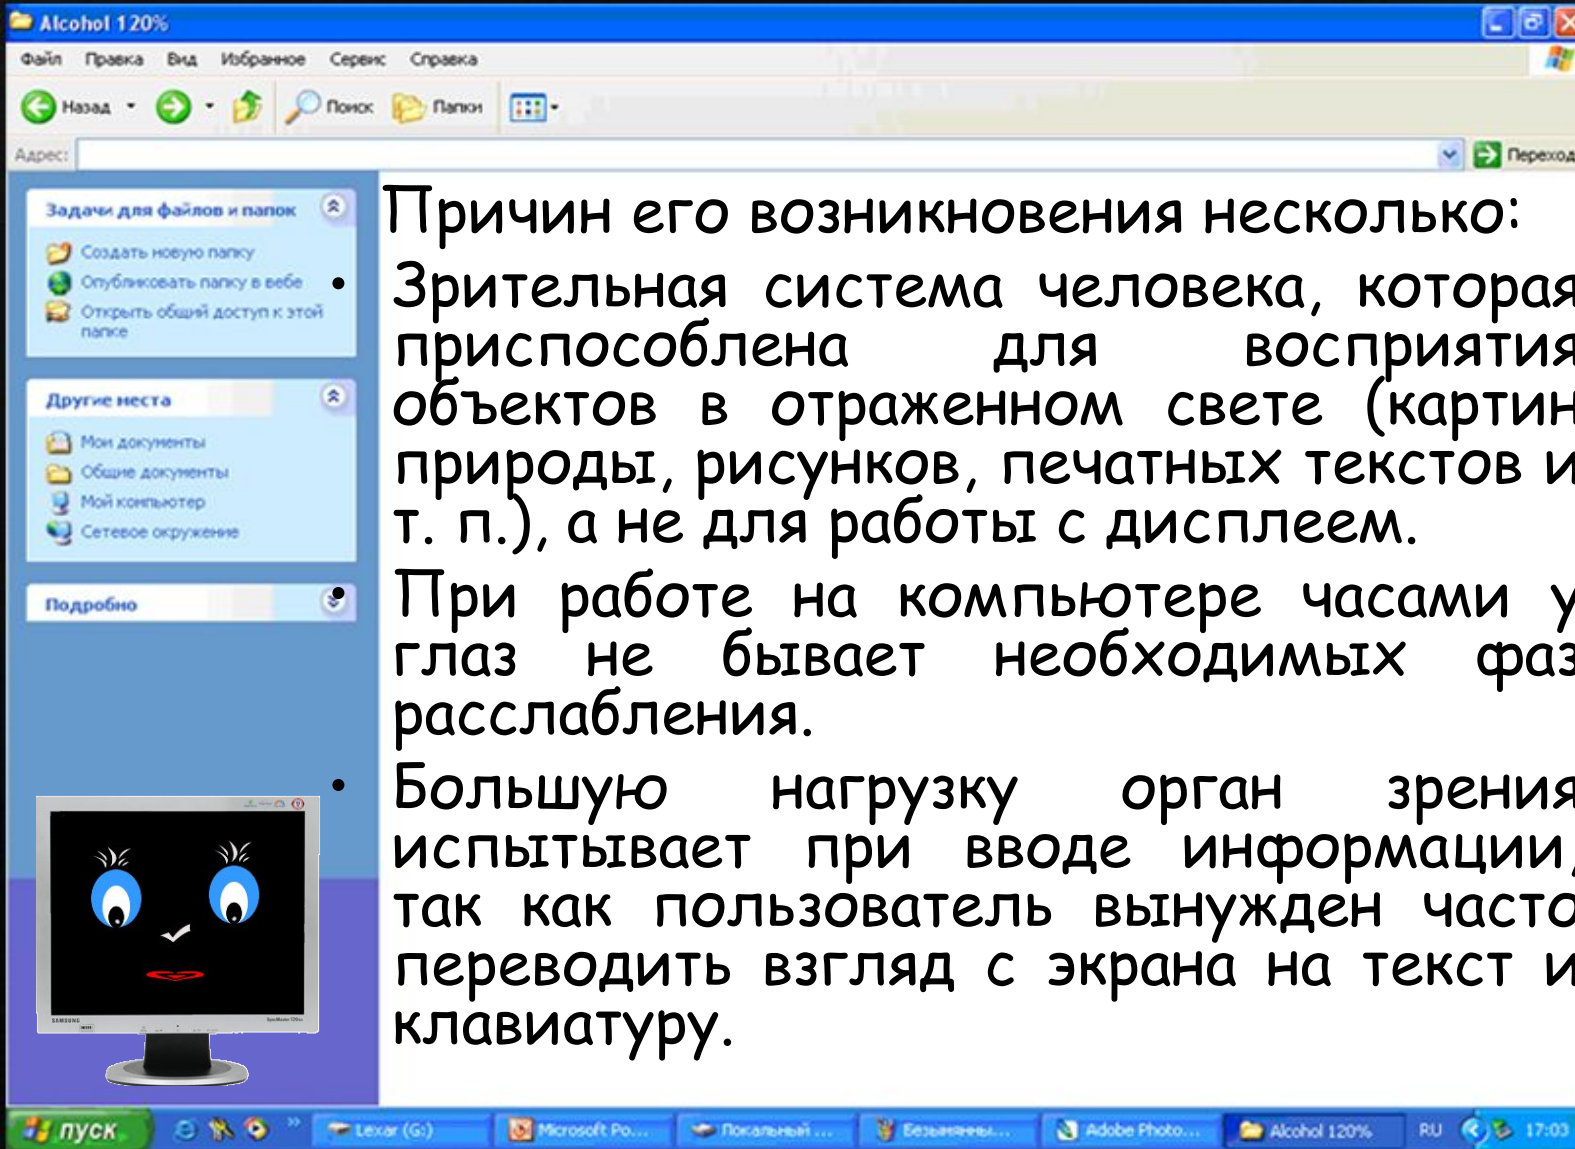 Alcohol 120%
Файл Правка Вид Избранное Сервис Справка
Назад Поиск Папки
Адрес: Переход
Задачи для файлов и папок
Создать новую папку
Опубликовать папку в вебе
Открыть общий доступ к этой
папке
Другие места
Мои документы
Общие документы
Мой компьютер
Сетевое окружение
Подробно
Причин его возникновения несколько:
• Зрительная система человека, которая
приспособлена для восприятия
объектов в отраженном свете (картин
природы, рисунков, печатных текстов и
т. п.), а не для работы с дисплеем.
• При работе на компьютере часами у
глаз не бывает необходимых фаз
расслабления.
• Большую нагрузку орган зрения
испытывает при вводе информации,
так как пользователь вынужден часто
переводить взгляд с экрана на текст и
клавиатуру.
SAMSUNG
пуск Lexar (G:) Microsoft Po... Локальный ... Безымянны... Adobe Photo... Alcohol 120% RU 17:03